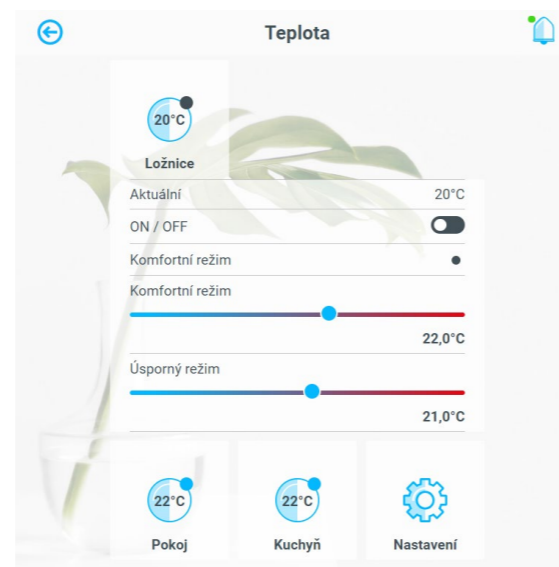 Teplota
20°C
Ložnice
Aktuální 20°C
ON / OFF
Komfortní režim
Komfortní režim
22,0°C
Úsporný režim
21,0°C
22°C 22°C
Pokoj Kuchyň Nastavení